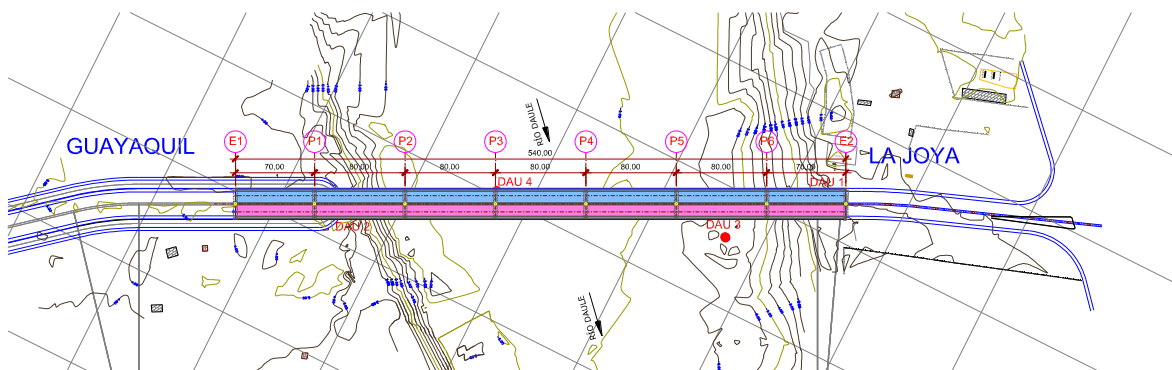 E1
P1
P2
P3
P4
P5
P6
E2
RÍO DAULE
GUAYAQUIL
LA JOYA
540,00
70,00
80,00
80,00
80,00
80,00
80,00
70,00
DAU 4
DAU 1
DAU 2
DAU 3
RÍO DAULE